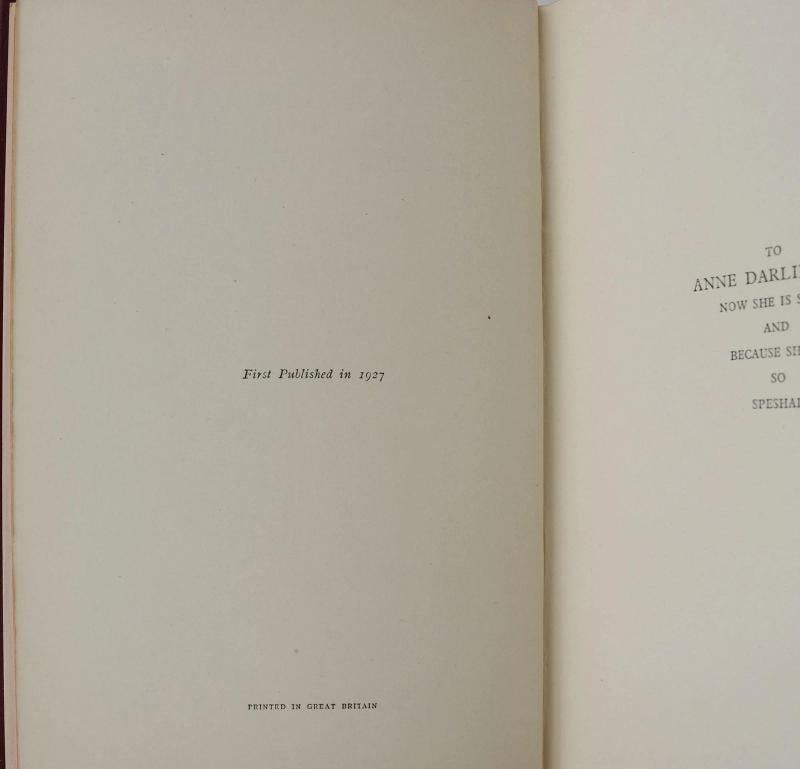 First Published in 1927
PRINTED IN GREAT BRITAIN
TO
ANNE
NOW SHE IS
AND
BECAUSE
SO